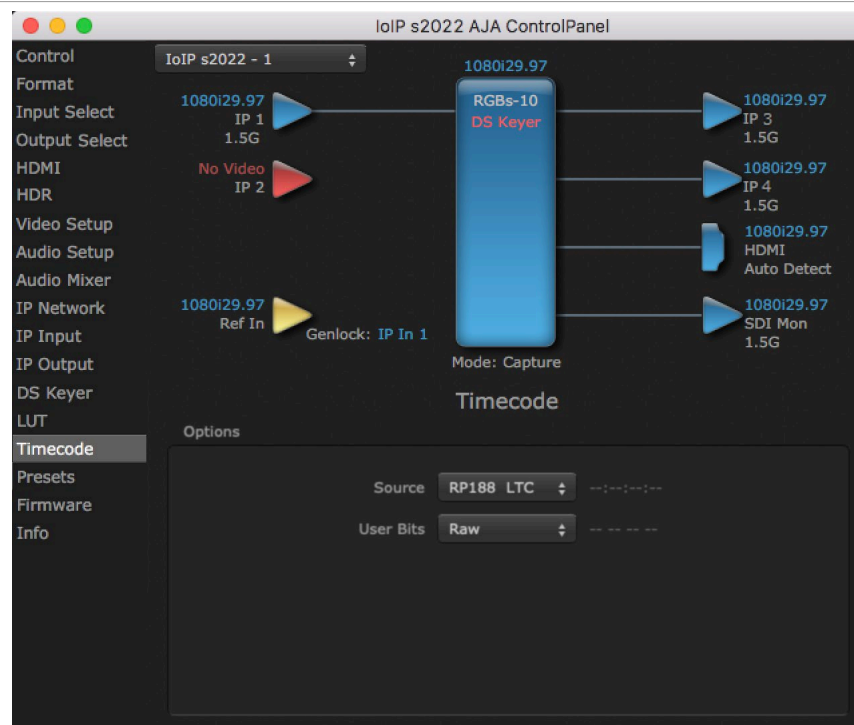 IoIP s2022 AJA ControlPanel
Control
Format
Input Select
Output Select
HDMI
HDR
Video Setup
Audio Setup
Audio Mixer
IP Network
IP Input
IP Output
DS Keyer
LUT
Timecode
Presets
Firmware
Info
IoIP s2022 - 1
1080i29.97
IP 1
1.5G
No Video
IP 2
1080i29.97
Ref In
Genlock: IP In 1
1080i29.97
RGBs-10
DS Keyer
Mode: Capture
1080i29.97
IP 3
1.5G
1080i29.97
IP 4
1.5G
1080i29.97
HDMI
Auto Detect
1080i29.97
SDI Mon
1.5G
Timecode
Options
Source RP188 LTC --:--:--:--
User Bits Raw -- -- -- --